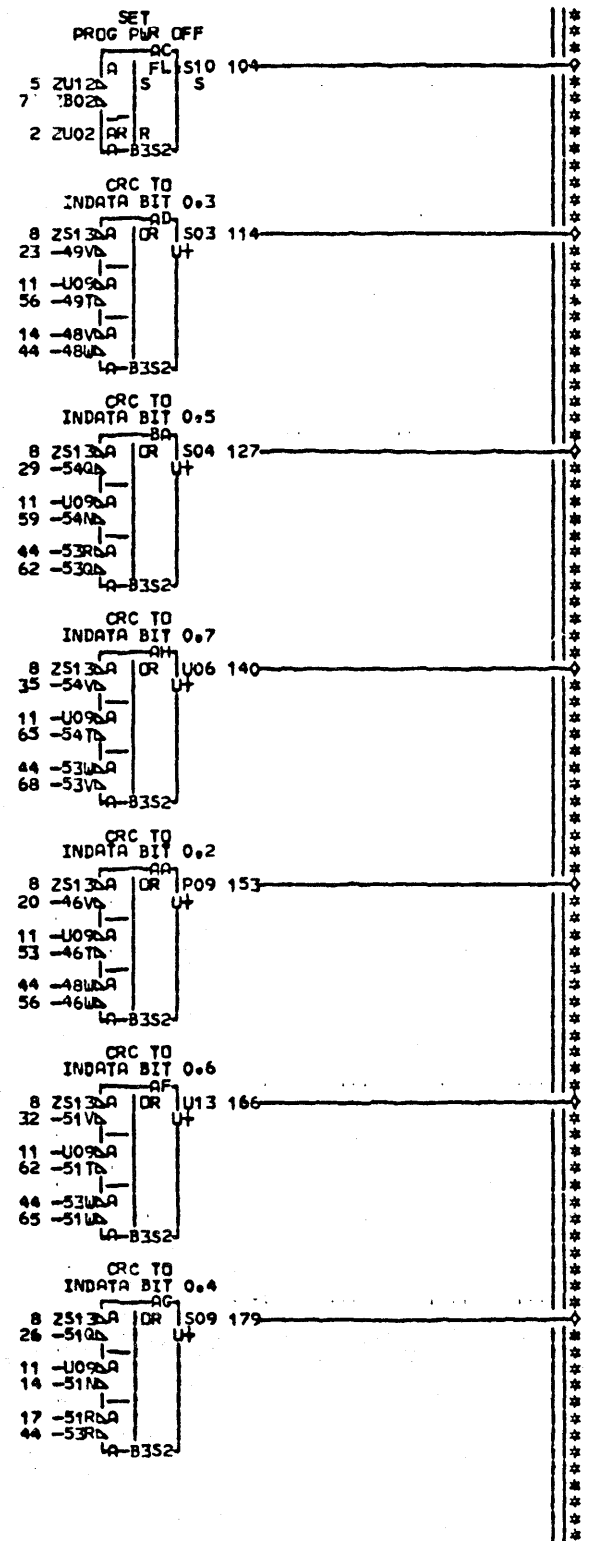 SET
PROG PWR OFF
AC
A FL S10 104
5 ZU12 S S
7 ZB02
2 ZU02 AR R
A-B3S2
CRC TO
INDATA BIT 0,3
AD
8 ZS13 A OR S03 114
23 -49V U+
11 -U09 A
56 -49T
14 -48V A
44 -48W
A-B3S2
CRC TO
INDATA BIT 0,5
BA
8 ZS13 A OR S04 127
29 -54Q U+
11 -U09 A
59 -54N
44 -53R A
62 -53Q
A-B3S2
CRC TO
INDATA BIT 0,7
AH
8 ZS13 A OR U06 140
35 -54V U+
11 -U09 A
65 -54T
44 -53W A
68 -53V
A-B3S2
CRC TO
INDATA BIT 0,2
AA
8 ZS13 A OR P09 153
20 -46V U+
11 -U09 A
53 -46T
44 -48W A
56 -46W
A-B3S2
CRC TO
INDATA BIT 0,6
AF
8 ZS13 A OR U13 166
32 -51V U+
11 -U09 A
62 -51T
44 -53W A
65 -51W
A-B3S2
CRC TO
INDATA BIT 0,4
AG
8 ZS13 A OR S09 179
26 -51Q U+
11 -U09 A
14 -51N
17 -51R A
44 -53R
A-B3S2